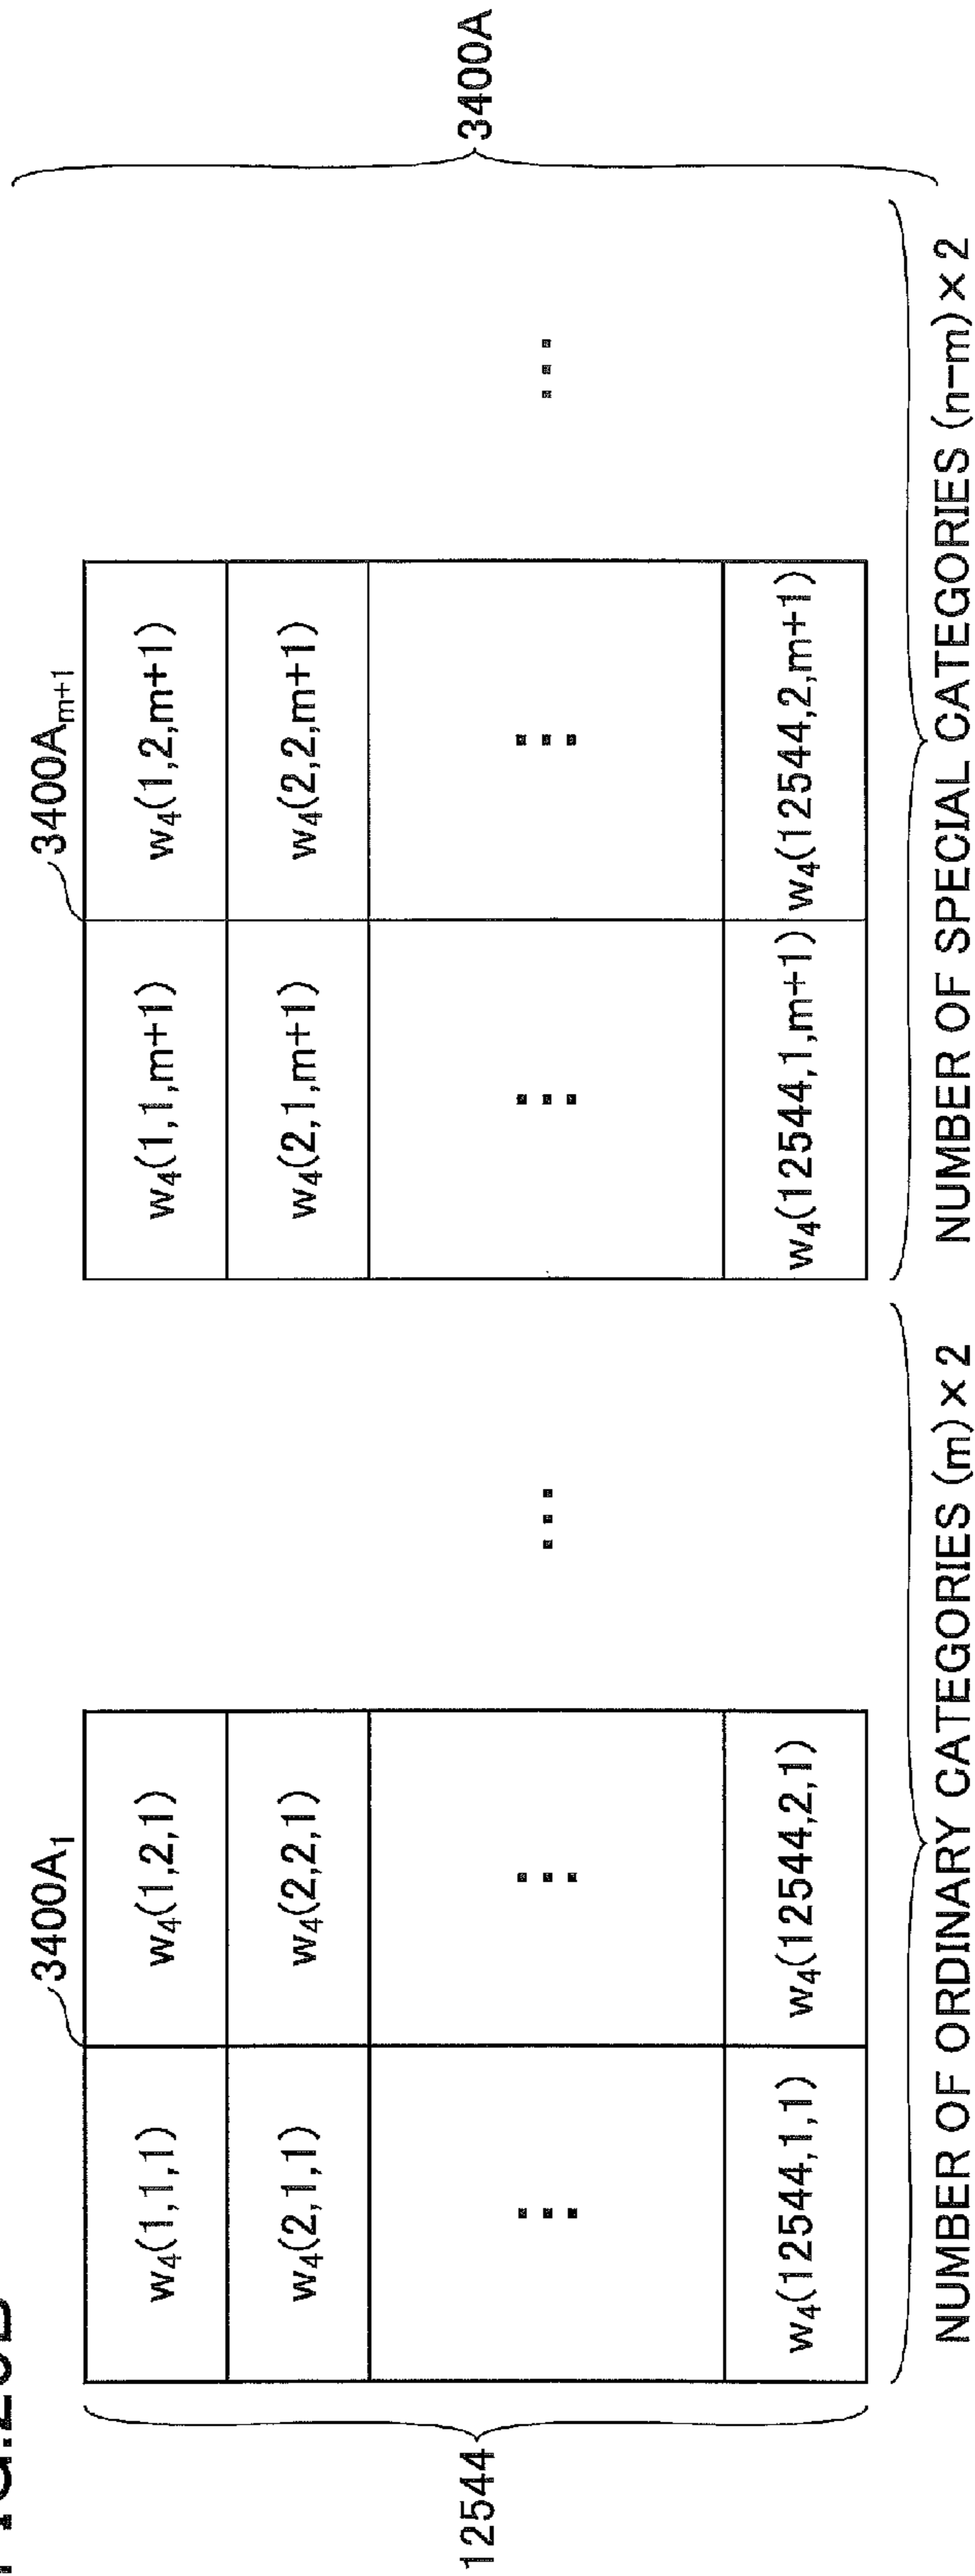 3400A₁
3400Aₘ₊₁
w₄(1,1,1) w₄(1,2,1) w₄(1,1,m+1) w₄(1,2,m+1)
w₄(2,1,1) w₄(2,2,1) w₄(2,1,m+1) w₄(2,2,m+1)
12544 ... ... ... ... ... ... 3400A
w₄(12544,1,1) w₄(12544,2,1) w₄(12544,1,m+1) w₄(12544,2,m+1)
NUMBER OF ORDINARY CATEGORIES (m) × 2
NUMBER OF SPECIAL CATEGORIES (n-m) × 2